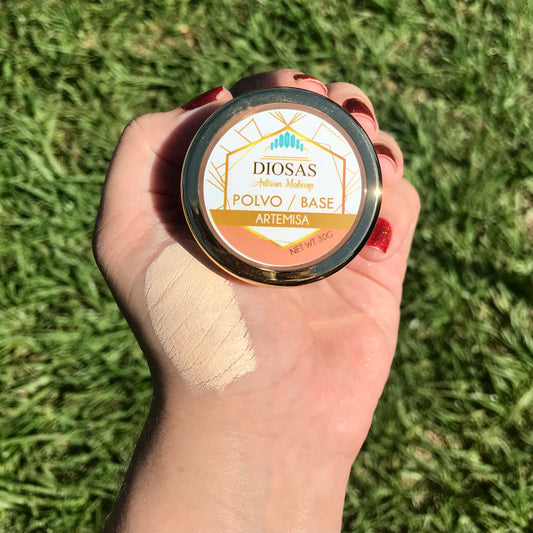 DIOSAS
Artisan Makeup
POLVO / BASE
ARTEMISA
NET WT. 30G